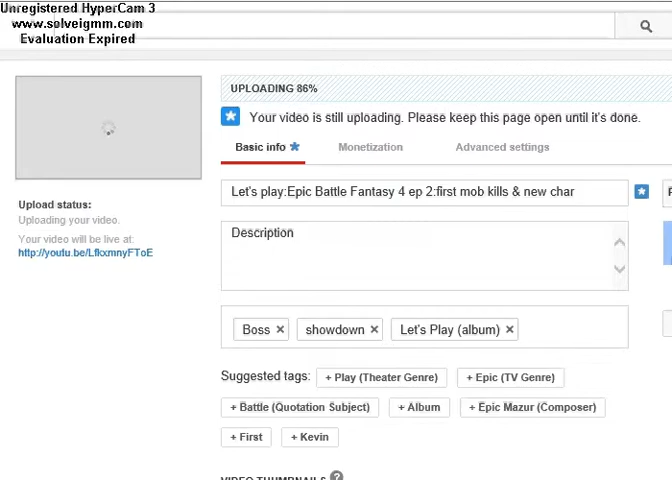 Unregistered HyperCam 3
www.solveigmm.com
Evaluation Expired
UPLOADING 86%
Your video is still uploading. Please keep this page open until it's done.
Basic info Monetization Advanced settings
Let's play:Epic Battle Fantasy 4 ep 2:first mob kills & new char
Upload status:
Uploading your video.
Your video will be live at:
http://youtu.be/LfkxmnyFToE
Description
Boss × showdown × Let's Play (album) ×
Suggested tags: + Play (Theater Genre) + Epic (TV Genre)
+ Battle (Quotation Subject) + Album + Epic Mazur (Composer)
+ First + Kevin
VIDEO THUMBNAILS ?